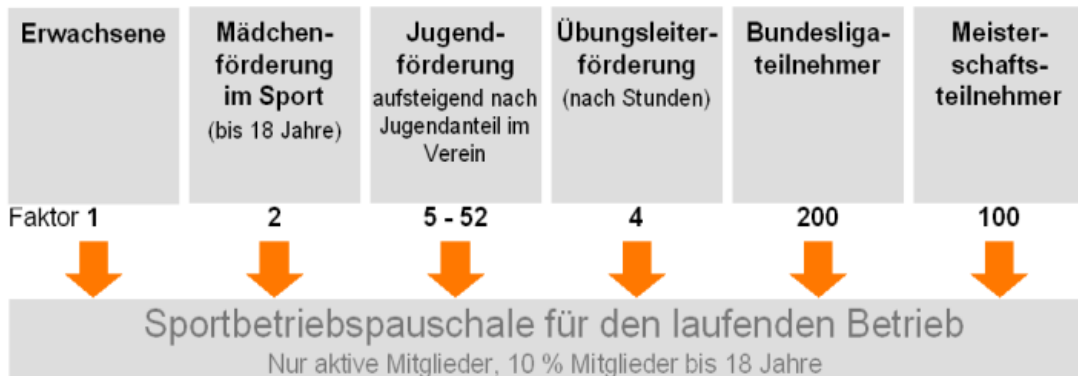 Erwachsene
Mädchen-
förderung
im Sport
(bis 18 Jahre)
Jugend-
förderung
aufsteigend nach
Jugendanteil im
Verein
Übungsleiter-
förderung
(nach Stunden)
Bundesliga-
teilnehmer
Meister-
schafts-
teilnehmer
Faktor 1
2
5 - 52
4
200
100
Sportbetriebspauschale für den laufenden Betrieb
Nur aktive Mitglieder, 10 % Mitglieder bis 18 Jahre